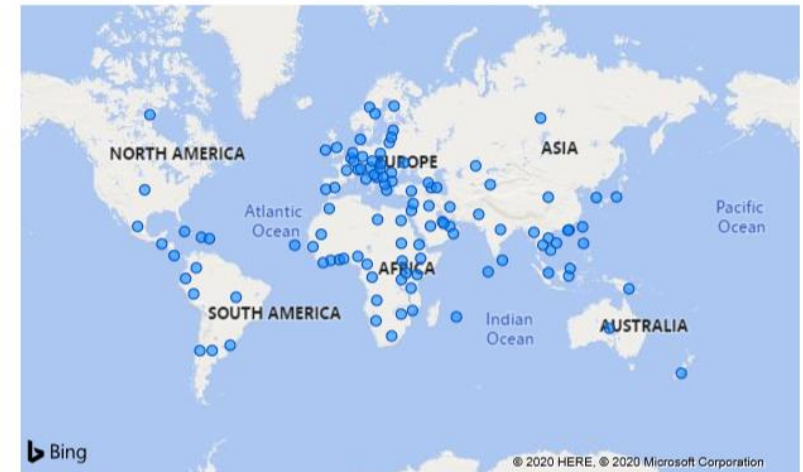 NORTH AMERICA
EUROPE
ASIA
Atlantic
Ocean
Pacific
Ocean
AFRICA
SOUTH AMERICA
Indian
Ocean
AUSTRALIA
Bing
© 2020 HERE, © 2020 Microsoft Corporation